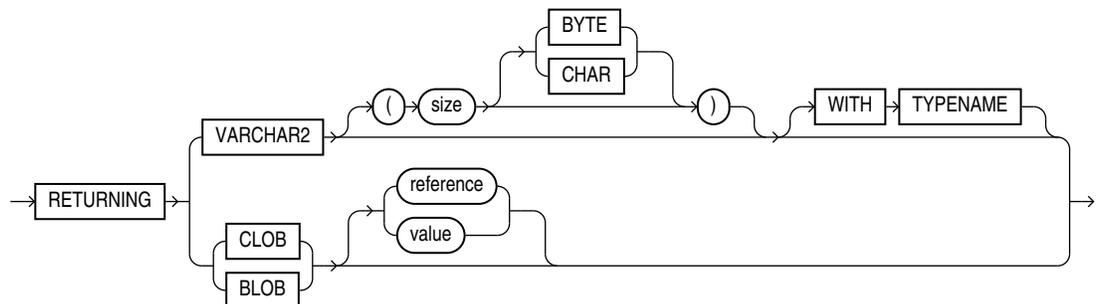 BYTE
CHAR
( size )
WITH TYPENAME
VARCHAR2
reference
RETURNING
value
CLOB
BLOB